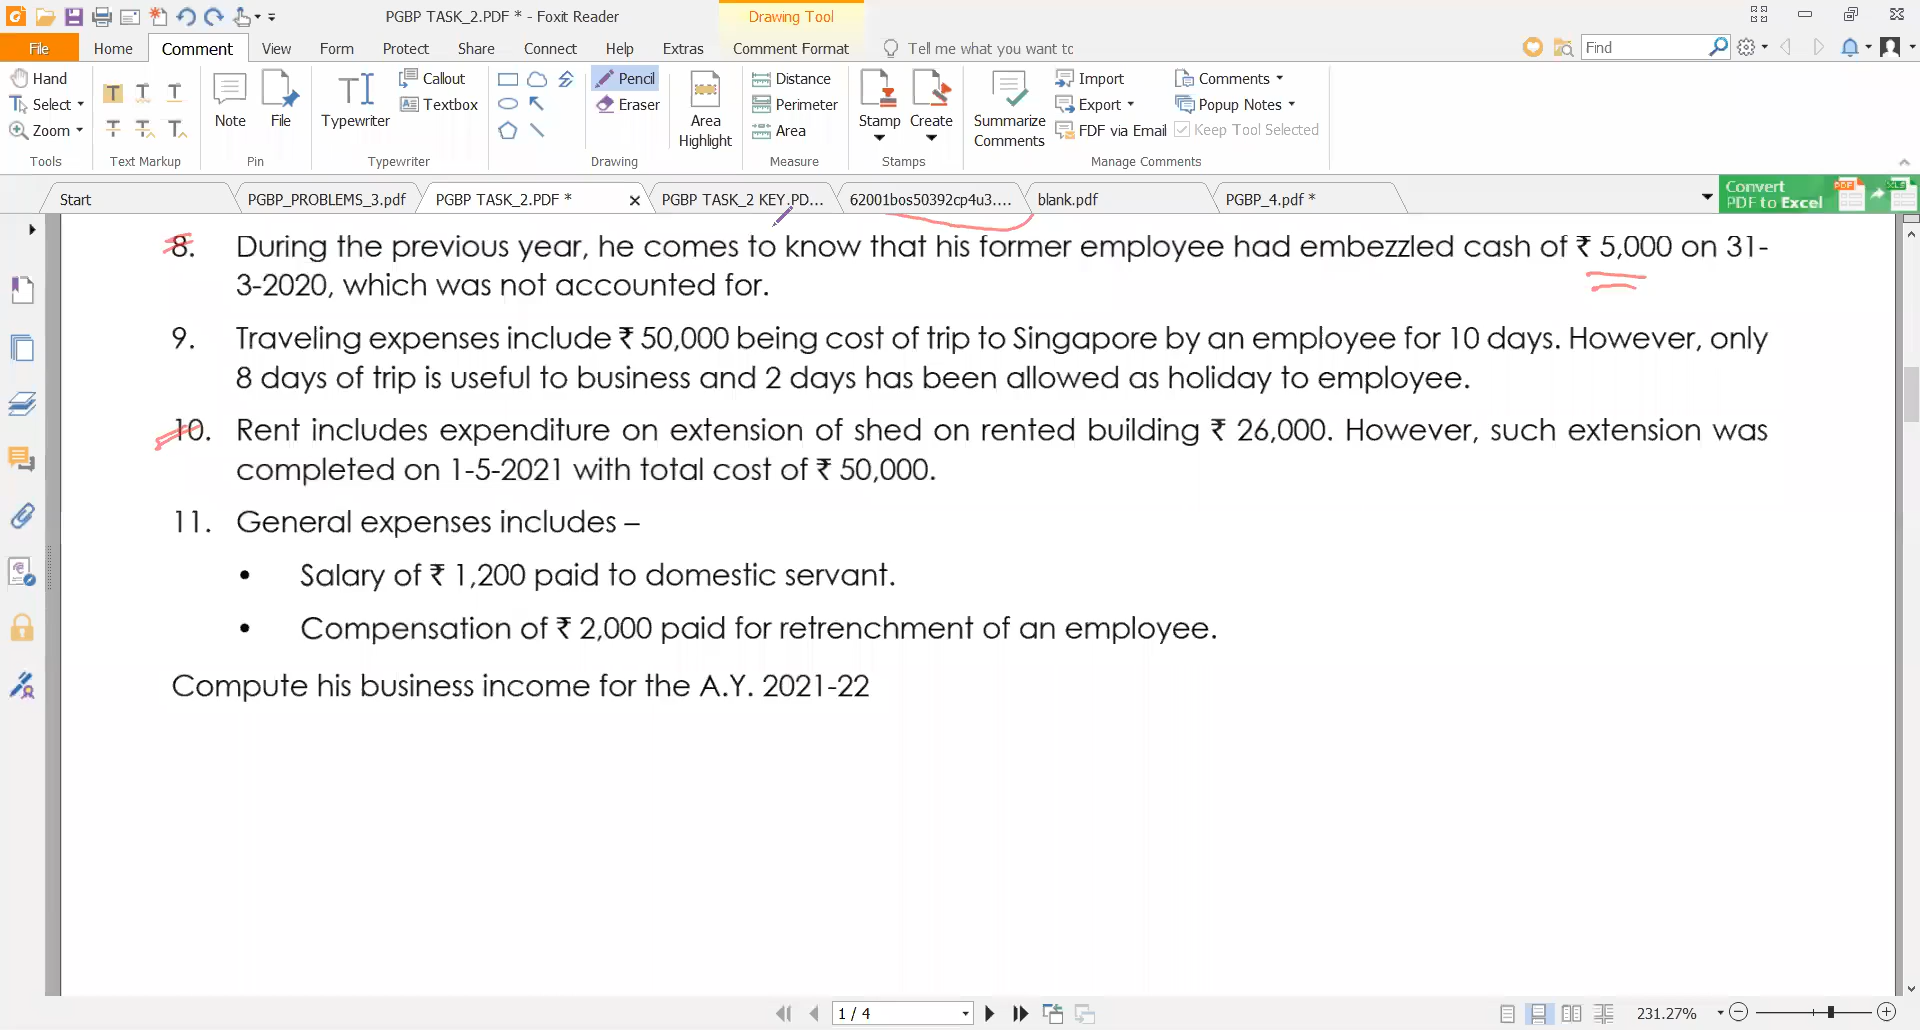 PGBP TASK_2.PDF * - Foxit Reader
Drawing Tool
File Home Comment View Form Protect Share Connect Help Extras Comment Format Tell me what you want to Find
Hand
Select
Zoom
Tools
Text Markup
Note
File
Pin
Typewriter
Callout
Textbox
Typewriter
Pencil
Eraser
Drawing
Area
Highlight
Distance
Perimeter
Area
Measure
Stamp
Create
Stamps
Summarize
Comments
Import
Export
FDF via Email
Comments
Popup Notes
Keep Tool Selected
Manage Comments
Start PGBP_PROBLEMS_3.pdf PGBP TASK_2.PDF * PGBP TASK_2 KEY.PD... 62001bos50392cp4u3.... blank.pdf PGBP_4.pdf *
Convert
PDF to Excel
8. During the previous year, he comes to know that his former employee had embezzled cash of ₹ 5,000 on 31-
3-2020, which was not accounted for.
9. Traveling expenses include ₹ 50,000 being cost of trip to Singapore by an employee for 10 days. However, only
8 days of trip is useful to business and 2 days has been allowed as holiday to employee.
10. Rent includes expenditure on extension of shed on rented building ₹ 26,000. However, such extension was
completed on 1-5-2021 with total cost of ₹ 50,000.
11. General expenses includes –
• Salary of ₹ 1,200 paid to domestic servant.
• Compensation of ₹ 2,000 paid for retrenchment of an employee.
Compute his business income for the A.Y. 2021-22
1 / 4
231.27%